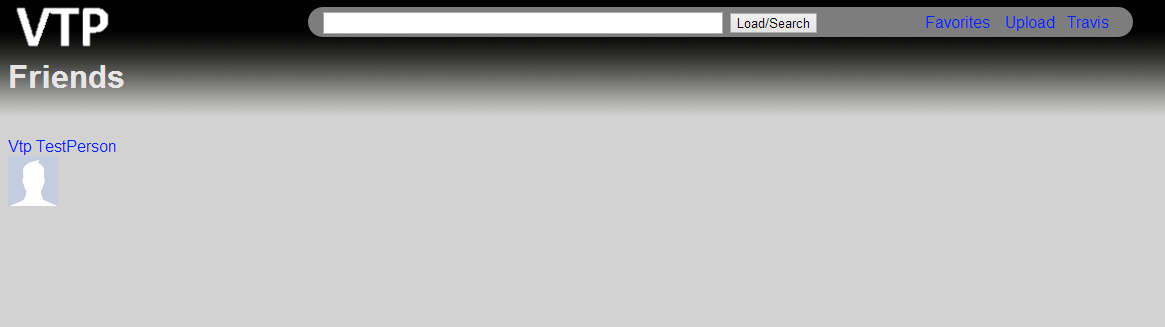 VTP
Load/Search
Favorites Upload Travis
Friends
Vtp TestPerson